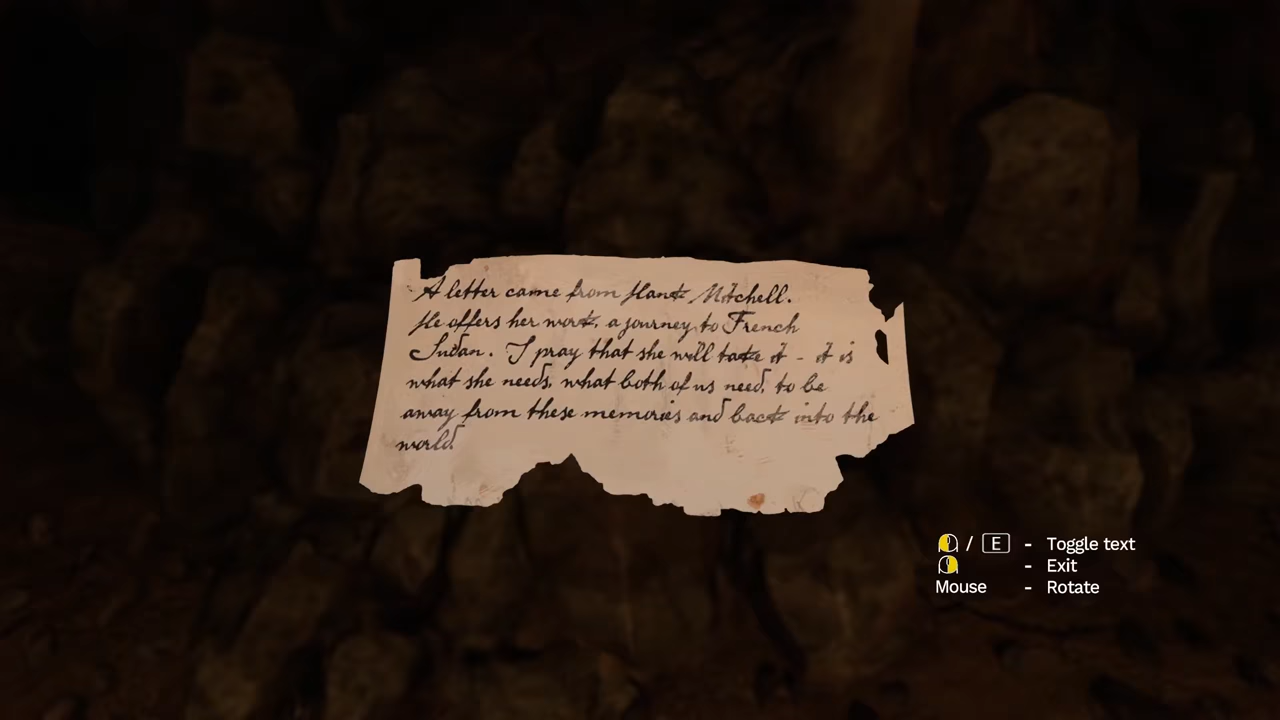 A letter came from Hank Mitchell.
He offers her work, a journey to French
Sudan. I pray that she will take it - it is
what she needs, what both of us need, to be
away from these memories and back into the
world
/ E - Toggle text
- Exit
Mouse - Rotate